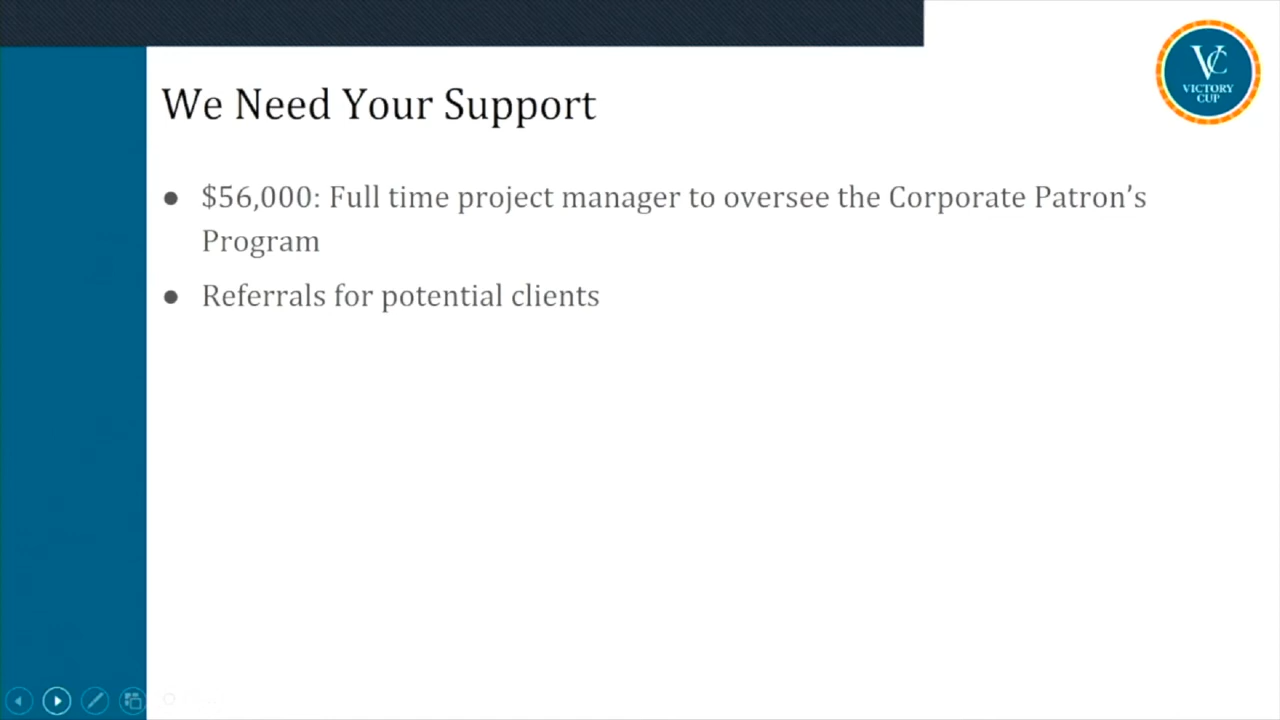 VC
VICTORY
CUP
We Need Your Support
● $56,000: Full time project manager to oversee the Corporate Patron’s
Program
● Referrals for potential clients